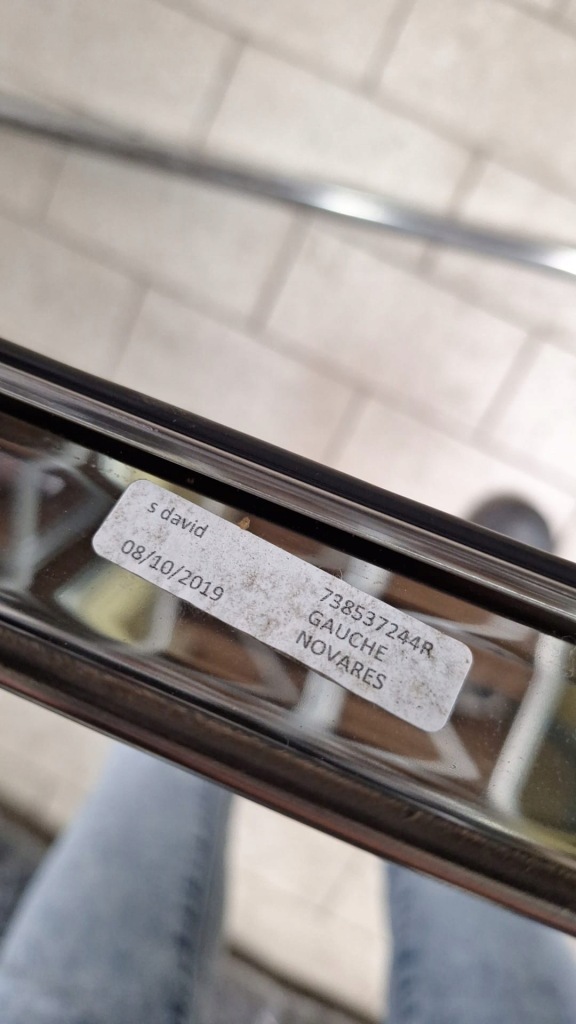 s david
08/10/2019
738537244R
GAUCHE
NOVARES